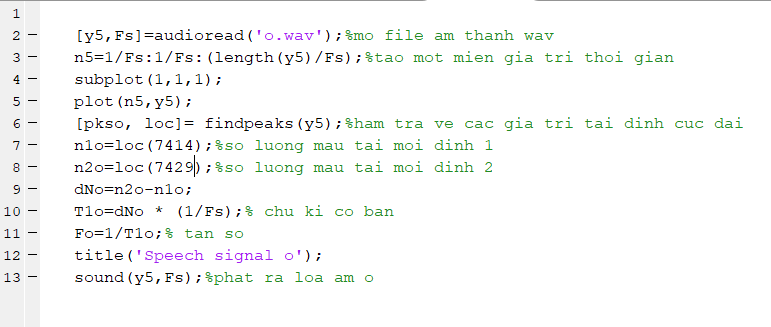 1
2 - [y5,Fs]=audioread('o.wav');%mo file am thanh wav
3 - n5=1/Fs:1/Fs:(length(y5)/Fs);%tao mot mien gia tri thoi gian
4 - subplot(1,1,1);
5 - plot(n5,y5);
6 - [pkso, loc]= findpeaks(y5);%ham tra ve cac gia tri tai dinh cuc dai
7 - n1o=loc(7414);%so luong mau tai moi dinh 1
8 - n2o=loc(7429);%so luong mau tai moi dinh 2
9 - dNo=n2o-n1o;
10 - T1o=dNo * (1/Fs);% chu ki co ban
11 - Fo=1/T1o;% tan so
12 - title('Speech signal o');
13 - sound(y5,Fs);%phat ra loa am o